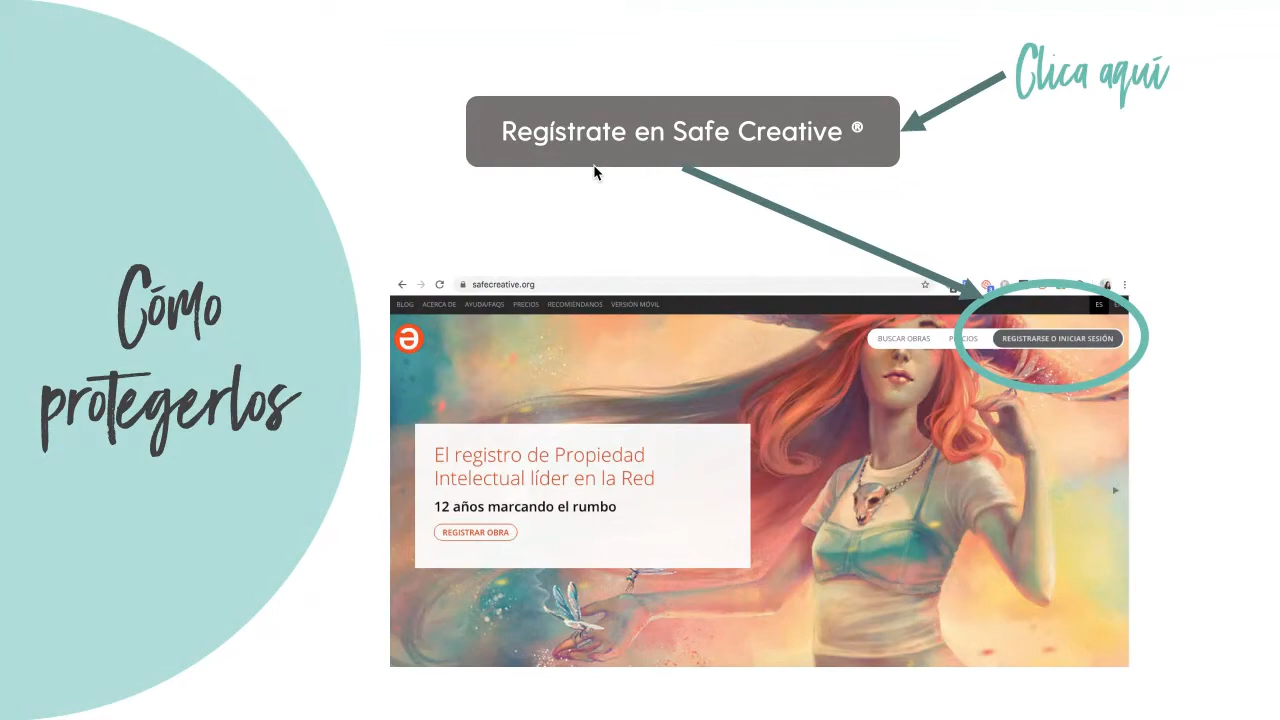 Clica aquí
Regístrate en Safe Creative ®
Cómo
protegerlos
safecreative.org
BLOG ACERCA DE AYUDA/FAQS PRECIOS RECOMIÉNDANOS VERSIÓN MÓVIL ES
BUSCAR OBRAS PRECIOS REGISTRARSE O INICIAR SESIÓN
El registro de Propiedad
Intelectual líder en la Red
12 años marcando el rumbo
REGISTRAR OBRA